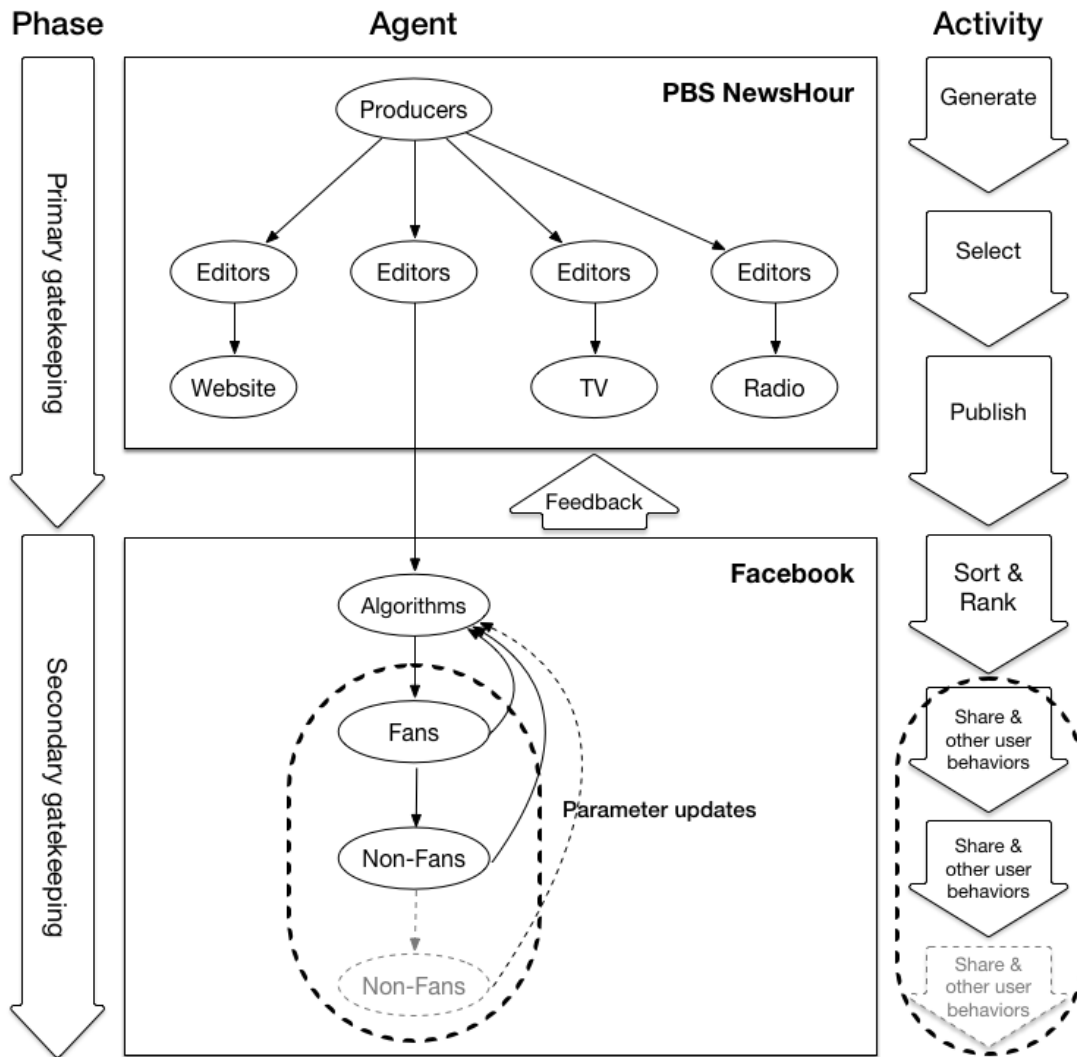 Phase
Agent
Activity
PBS NewsHour
Producers
Generate
Primary gatekeeping
Editors
Editors
Editors
Editors
Select
Website
TV
Radio
Publish
Feedback
Facebook
Algorithms
Sort &
Rank
Secondary gatekeeping
Fans
Share &
other user
behaviors
Parameter updates
Non-Fans
Share &
other user
behaviors
Non-Fans
Share &
other user
behaviors